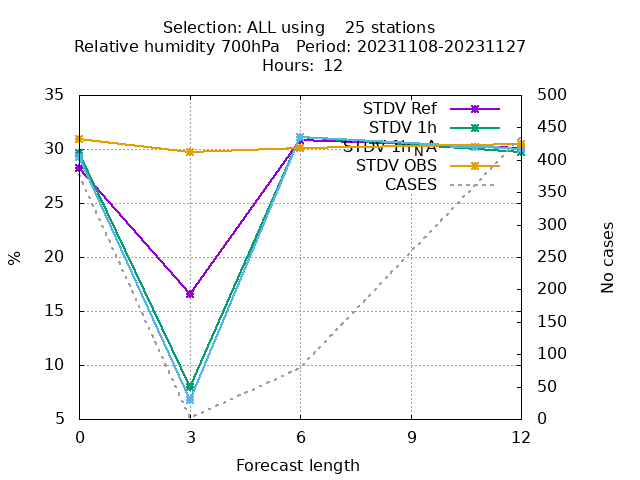 Selection: ALL using    25 stations
Relative humidity 700hPa   Period: 20231108-20231127
Hours:  12
STDV Ref
STDV 1h
STDV 1h_NA
STDV OBS
CASES
35
30
25
20
15
10
5
500
450
400
350
300
250
200
150
100
50
0
%
No cases
0
3
6
9
12
Forecast length